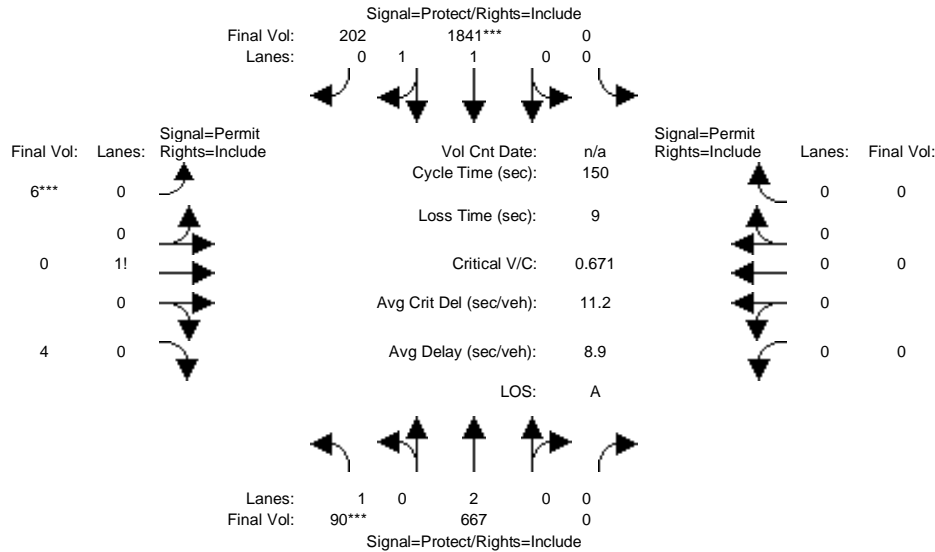 Signal=Protect/Rights=Include
Final Vol: 202 1841*** 0
Lanes: 0 1 1 0 0
Signal=Permit Signal=Permit
Final Vol: Lanes: Rights=Include Vol Cnt Date: n/a Rights=Include Lanes: Final Vol:
Cycle Time (sec): 150
6*** 0 0 0
Loss Time (sec): 9
0 0
0 1! Critical V/C: 0.671 0 0
0 Avg Crit Del (sec/veh): 11.2 0
4 0 Avg Delay (sec/veh): 8.9 0 0
LOS: A
Lanes: 1 0 2 0 0
Final Vol: 90*** 667 0
Signal=Protect/Rights=Include